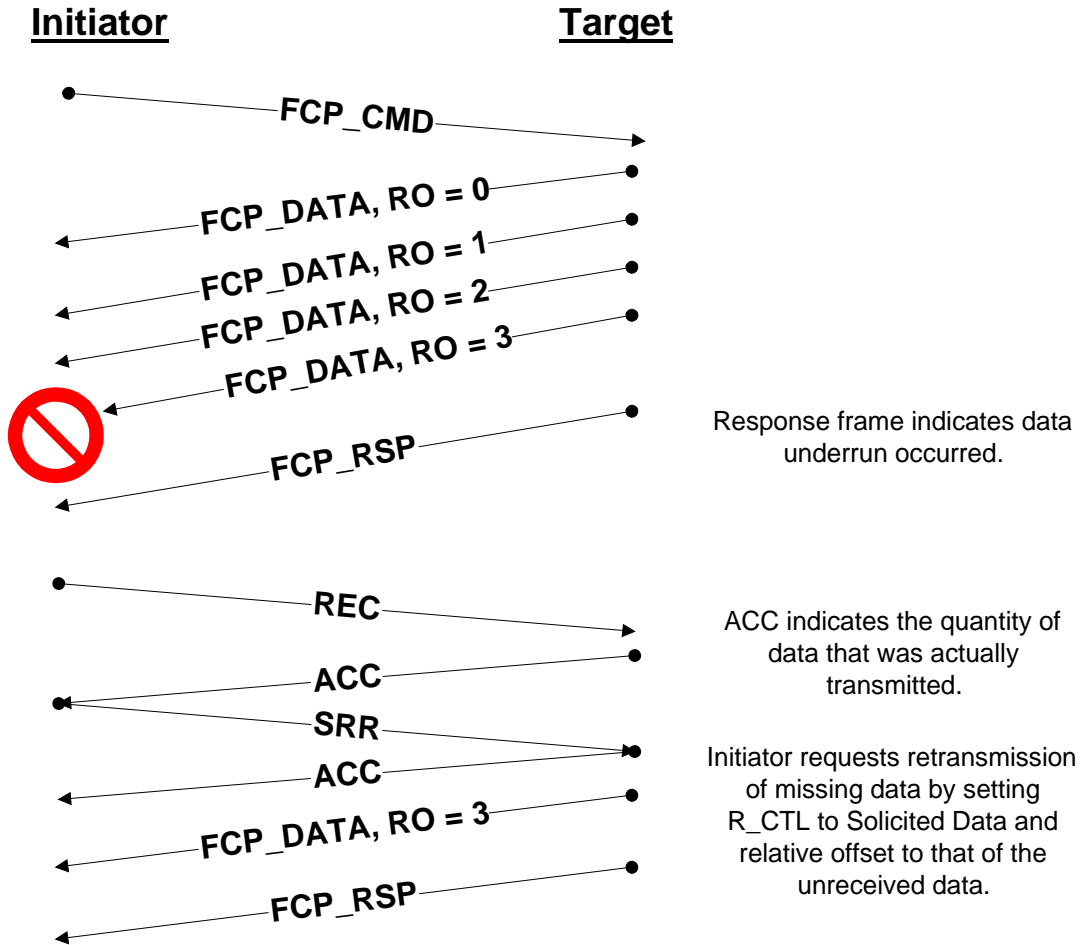 Initiator
Target
FCP_CMD
FCP_DATA, RO = 0
FCP_DATA, RO = 1
FCP_DATA, RO = 2
FCP_DATA, RO = 3
Response frame indicates data
underrun occurred.
FCP_RSP
REC
ACC indicates the quantity of
data that was actually
transmitted.
ACC
SRR
ACC
Initiator requests retransmission
of missing data by setting
R_CTL to Solicited Data and
relative offset to that of the
unreceived data.
FCP_DATA, RO = 3
FCP_RSP